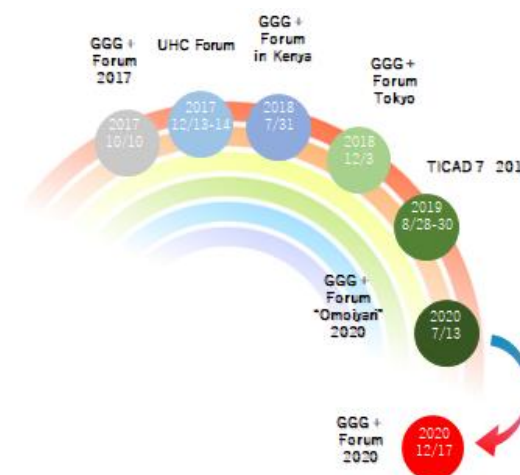 GGG +
Forum
2017
UHC Forum
GGG +
Forum
in Kenya
GGG +
Forum
Tokyo
2017
10/10
2017
12/13-14
2018
7/31
2018
12/3
TICAD 7 201
2019
8/28-30
GGG +
Forum
"Omoiyari"
2020
2020
7/13
GGG +
Forum
2020
2020
12/17